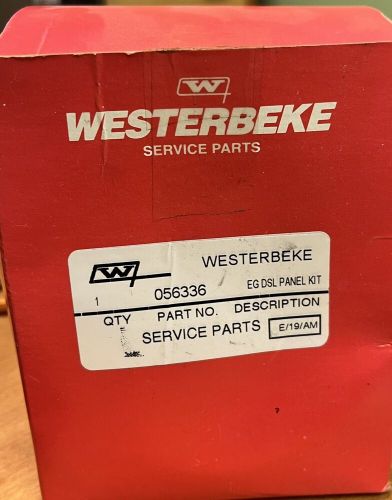 W
WESTERBEKE
SERVICE PARTS
W WESTERBEKE
1 056336 EG DSL PANEL KIT
QTY PART NO. DESCRIPTION
SERVICE PARTS E/19/AM